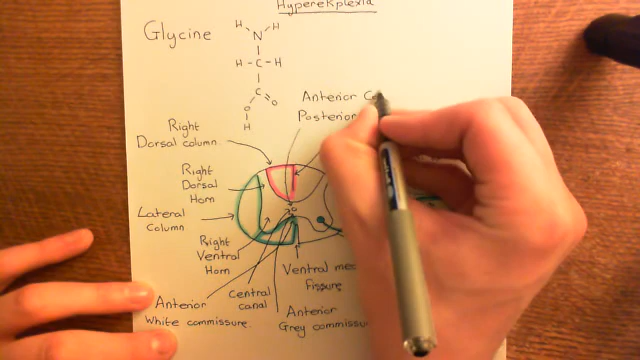 Hyperekplexia
Glycine
H H
N
H-C-H
C
O O
H
Anterior
Posterior
Right
Dorsal column
Right
Dorsal
Horn
Lateral
Column
Right
Ventral
Horn
Ventral
fissure
Central
canal
Anterior
White commissure
Anterior
Grey